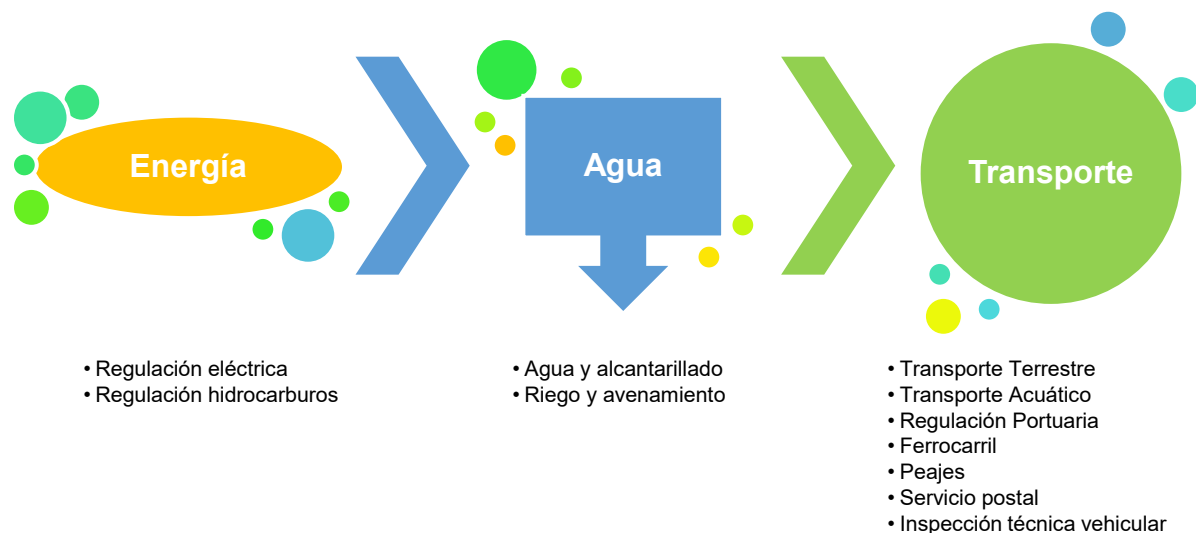 Energía
• Regulación eléctrica
• Regulación hidrocarburos
Agua
• Agua y alcantarillado
• Riego y avenamiento
Transporte
• Transporte Terrestre
• Transporte Acuático
• Regulación Portuaria
• Ferrocarril
• Peajes
• Servicio postal
• Inspección técnica vehicular